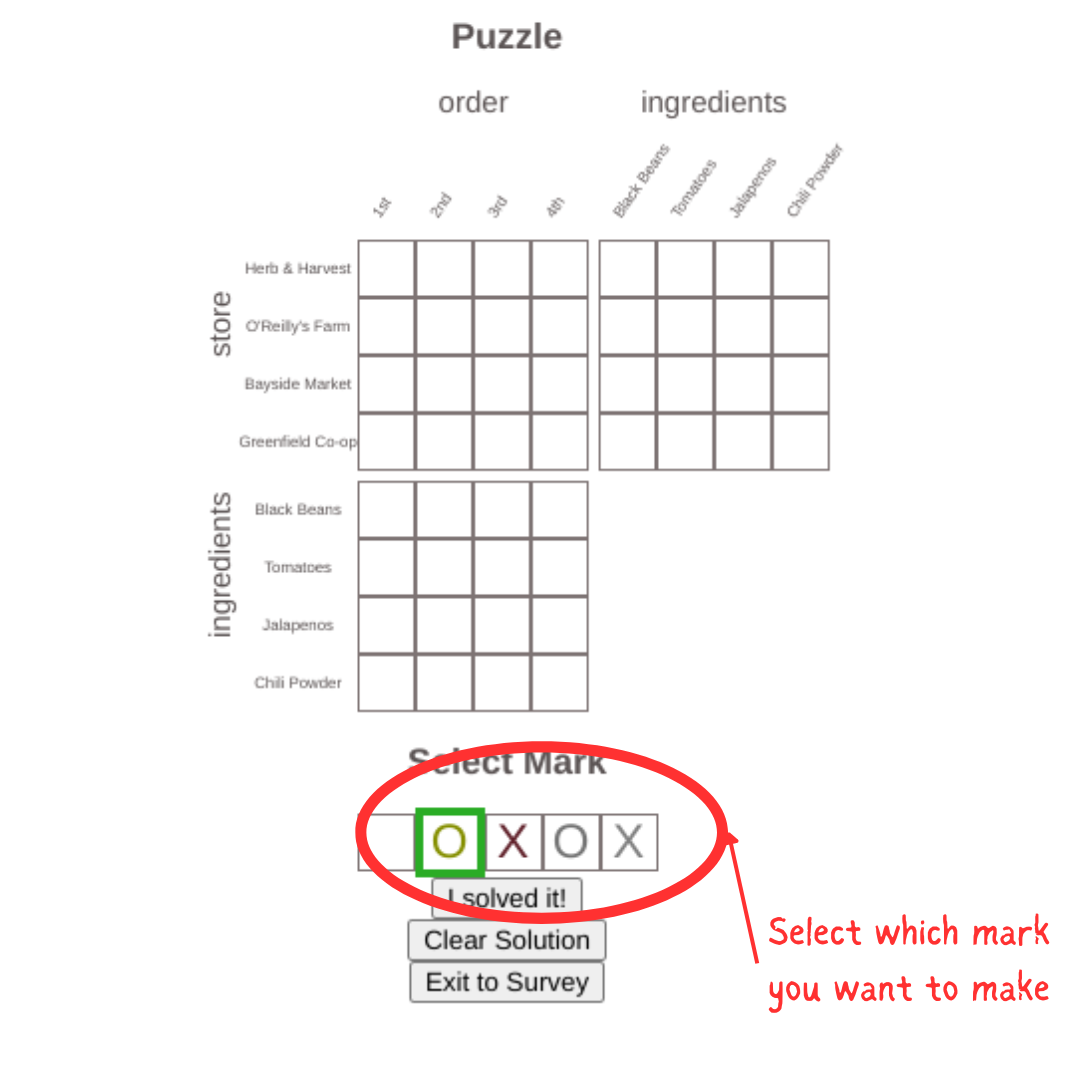 Puzzle
order ingredients
1st 2nd 3rd 4th Black Beans Tomatoes Jalapenos Chili Powder
store
Herb & Harvest
O'Reilly's Farm
Bayside Market
Greenfield Co-op
ingredients
Black Beans
Tomatoes
Jalapenos
Chili Powder
Select Mark
O X O X
I solved it!
Clear Solution
Exit to Survey
Select which mark
you want to make